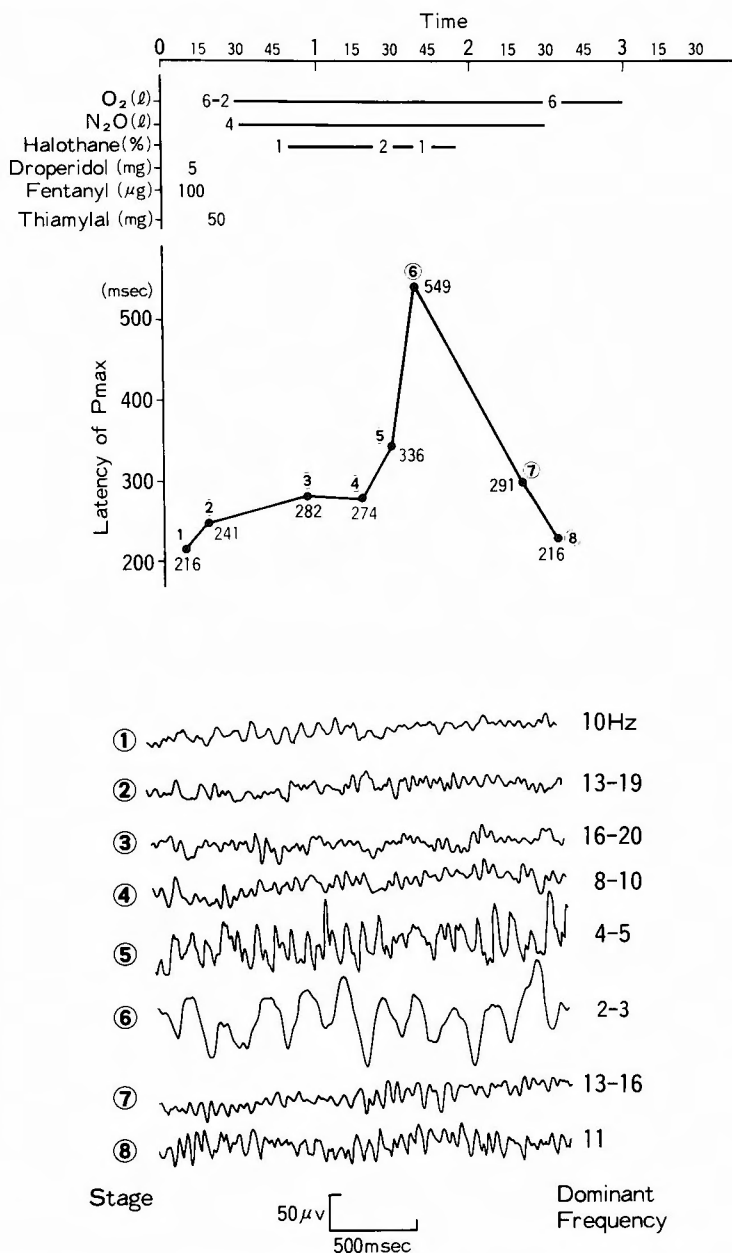 Time
0 15 30 45 1 15 30 45 2 15 30 45 3 15 30
O₂(ℓ) 6-2 6
N₂O(ℓ) 4
Halothane(%) 1 2 1
Droperidol (mg) 5
Fentanyl (μg) 100
Thiamylal (mg) 50
(msec)
Latency of Pmax
500
400
300
200
1
216
2
241
3
282
4
274
5
336
⑥
549
⑦
291
8
216
① 10Hz
② 13-19
③ 16-20
④ 8-10
⑤ 4-5
⑥ 2-3
⑦ 13-16
⑧ 11
Stage
50μv
500msec
Dominant
Frequency